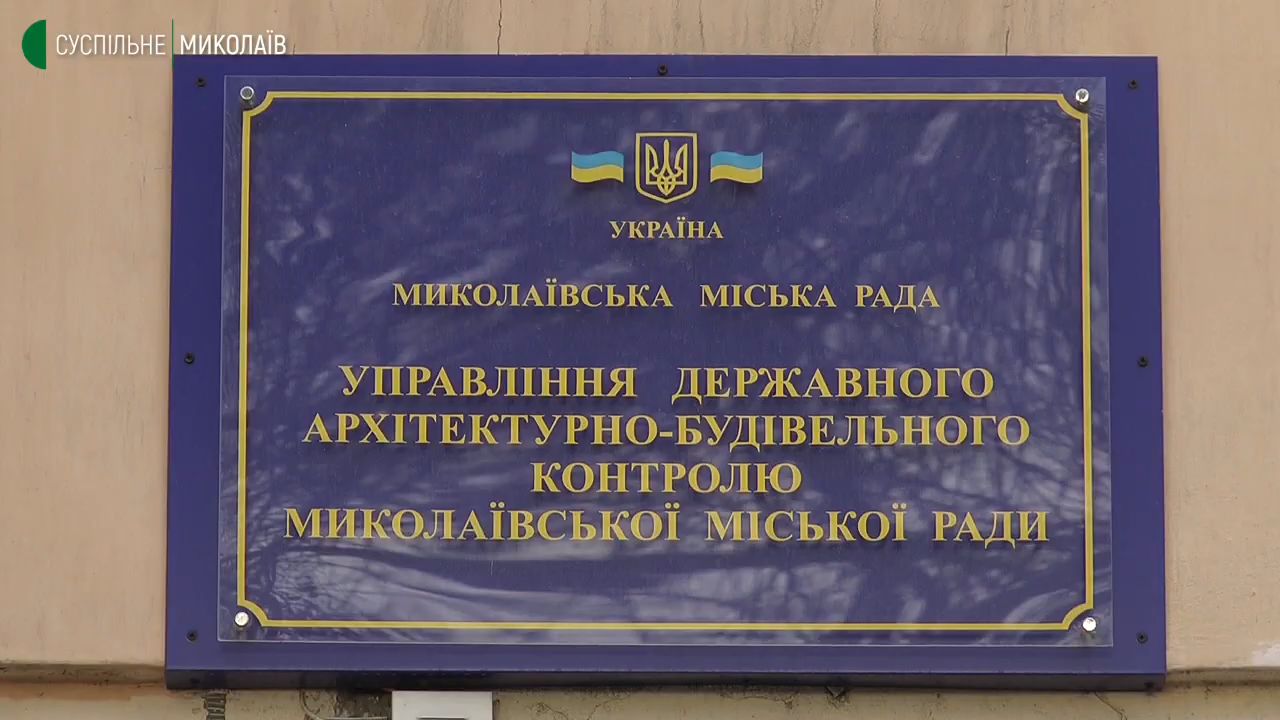 СУСПІЛЬНЕ МИКОЛАЇВ
УКРАЇНА
МИКОЛАЇВСЬКА МІСЬКА РАДА
УПРАВЛІННЯ ДЕРЖАВНОГО
АРХІТЕКТУРНО-БУДІВЕЛЬНОГО
КОНТРОЛЮ
МИКОЛАЇВСЬКОЇ МІСЬКОЇ РАДИ